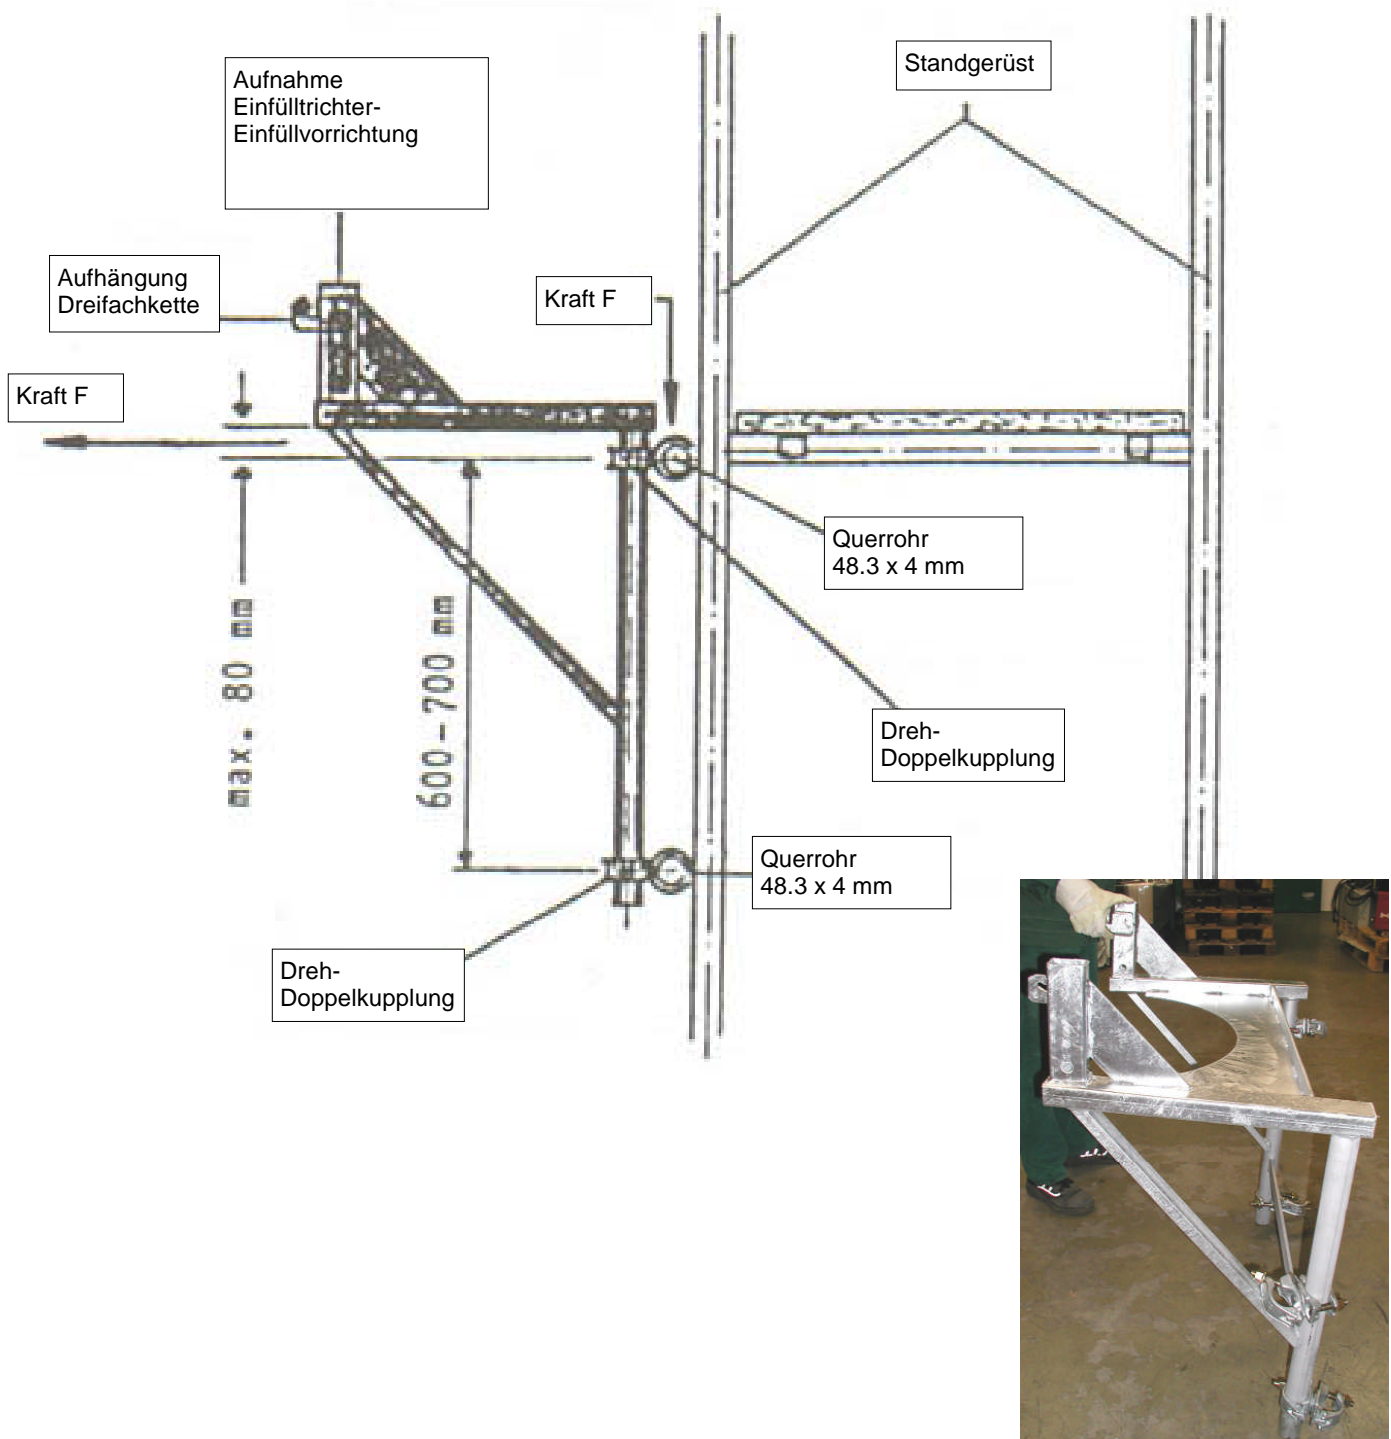 Aufnahme
Einfülltrichter-
Einfüllvorrichtung
Standgerüst
Aufhängung
Dreifachkette
Kraft F
Kraft F
Querrohr
48.3 x 4 mm
max. 80 mm
600-700 mm
Dreh-
Doppelkupplung
Querrohr
48.3 x 4 mm
Dreh-
Doppelkupplung